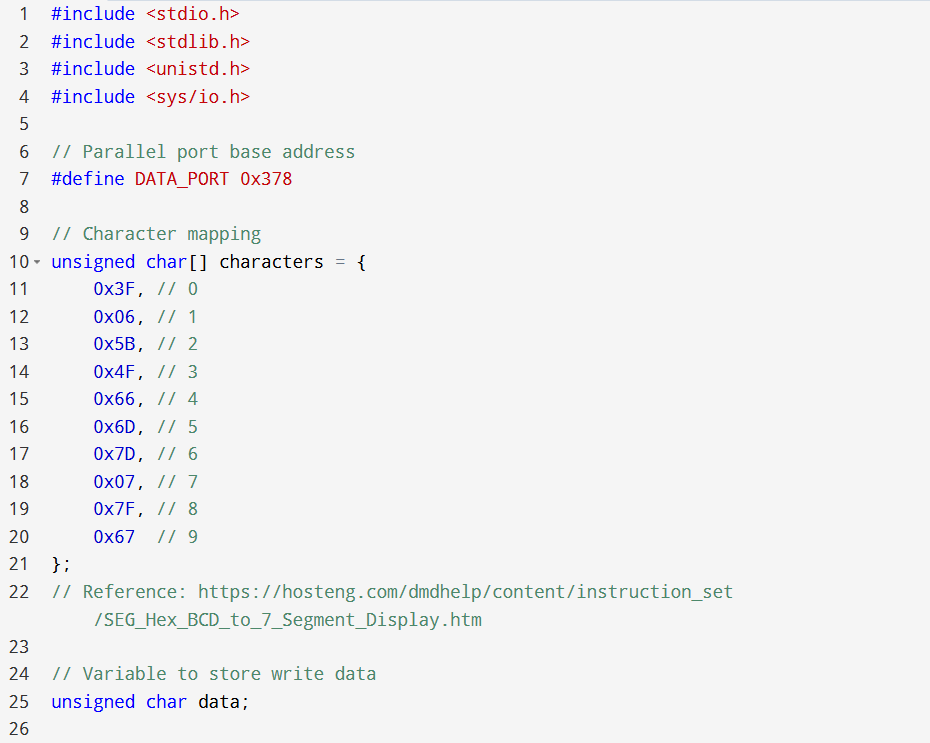 1 #include <stdio.h>
2 #include <stdlib.h>
3 #include <unistd.h>
4 #include <sys/io.h>
5
6 // Parallel port base address
7 #define DATA_PORT 0x378
8
9 // Character mapping
10 unsigned char[] characters = {
11     0x3F, // 0
12     0x06, // 1
13     0x5B, // 2
14     0x4F, // 3
15     0x66, // 4
16     0x6D, // 5
17     0x7D, // 6
18     0x07, // 7
19     0x7F, // 8
20     0x67  // 9
21 };
22 // Reference: https://hosteng.com/dmdhelp/content/instruction_set
    /SEG_Hex_BCD_to_7_Segment_Display.htm
23
24 // Variable to store write data
25 unsigned char data;
26